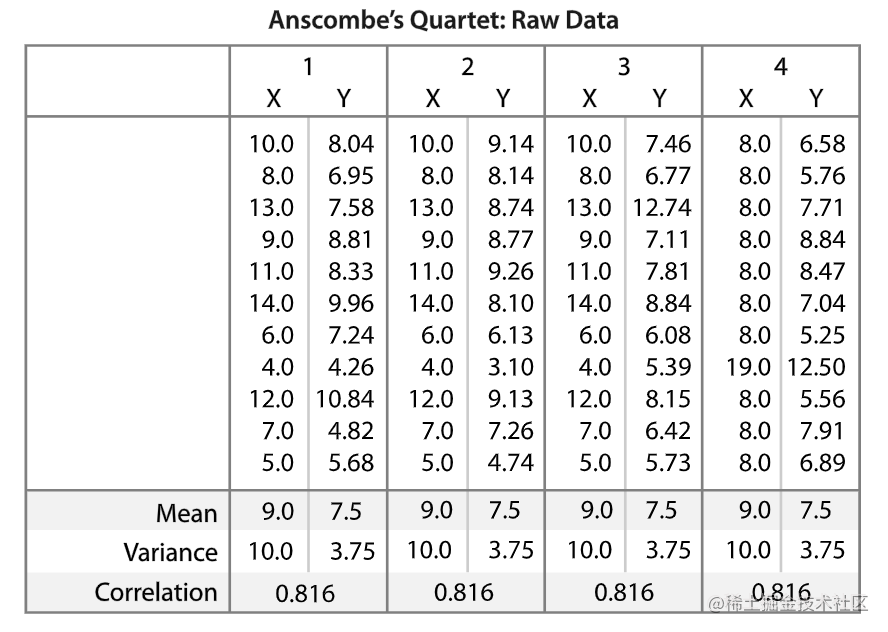 Anscombe’s Quartet: Raw Data
1 2 3 4
X Y X Y X Y X Y
10.0 8.04 10.0 9.14 10.0 7.46 8.0 6.58
8.0 6.95 8.0 8.14 8.0 6.77 8.0 5.76
13.0 7.58 13.0 8.74 13.0 12.74 8.0 7.71
9.0 8.81 9.0 8.77 9.0 7.11 8.0 8.84
11.0 8.33 11.0 9.26 11.0 7.81 8.0 8.47
14.0 9.96 14.0 8.10 14.0 8.84 8.0 7.04
6.0 7.24 6.0 6.13 6.0 6.08 8.0 5.25
4.0 4.26 4.0 3.10 4.0 5.39 19.0 12.50
12.0 10.84 12.0 9.13 12.0 8.15 8.0 5.56
7.0 4.82 7.0 7.26 7.0 6.42 8.0 7.91
5.0 5.68 5.0 4.74 5.0 5.73 8.0 6.89
Mean 9.0 7.5 9.0 7.5 9.0 7.5 9.0 7.5
Variance 10.0 3.75 10.0 3.75 10.0 3.75 10.0 3.75
Correlation 0.816 0.816 0.816 0.816
@稀土掘金技术社区